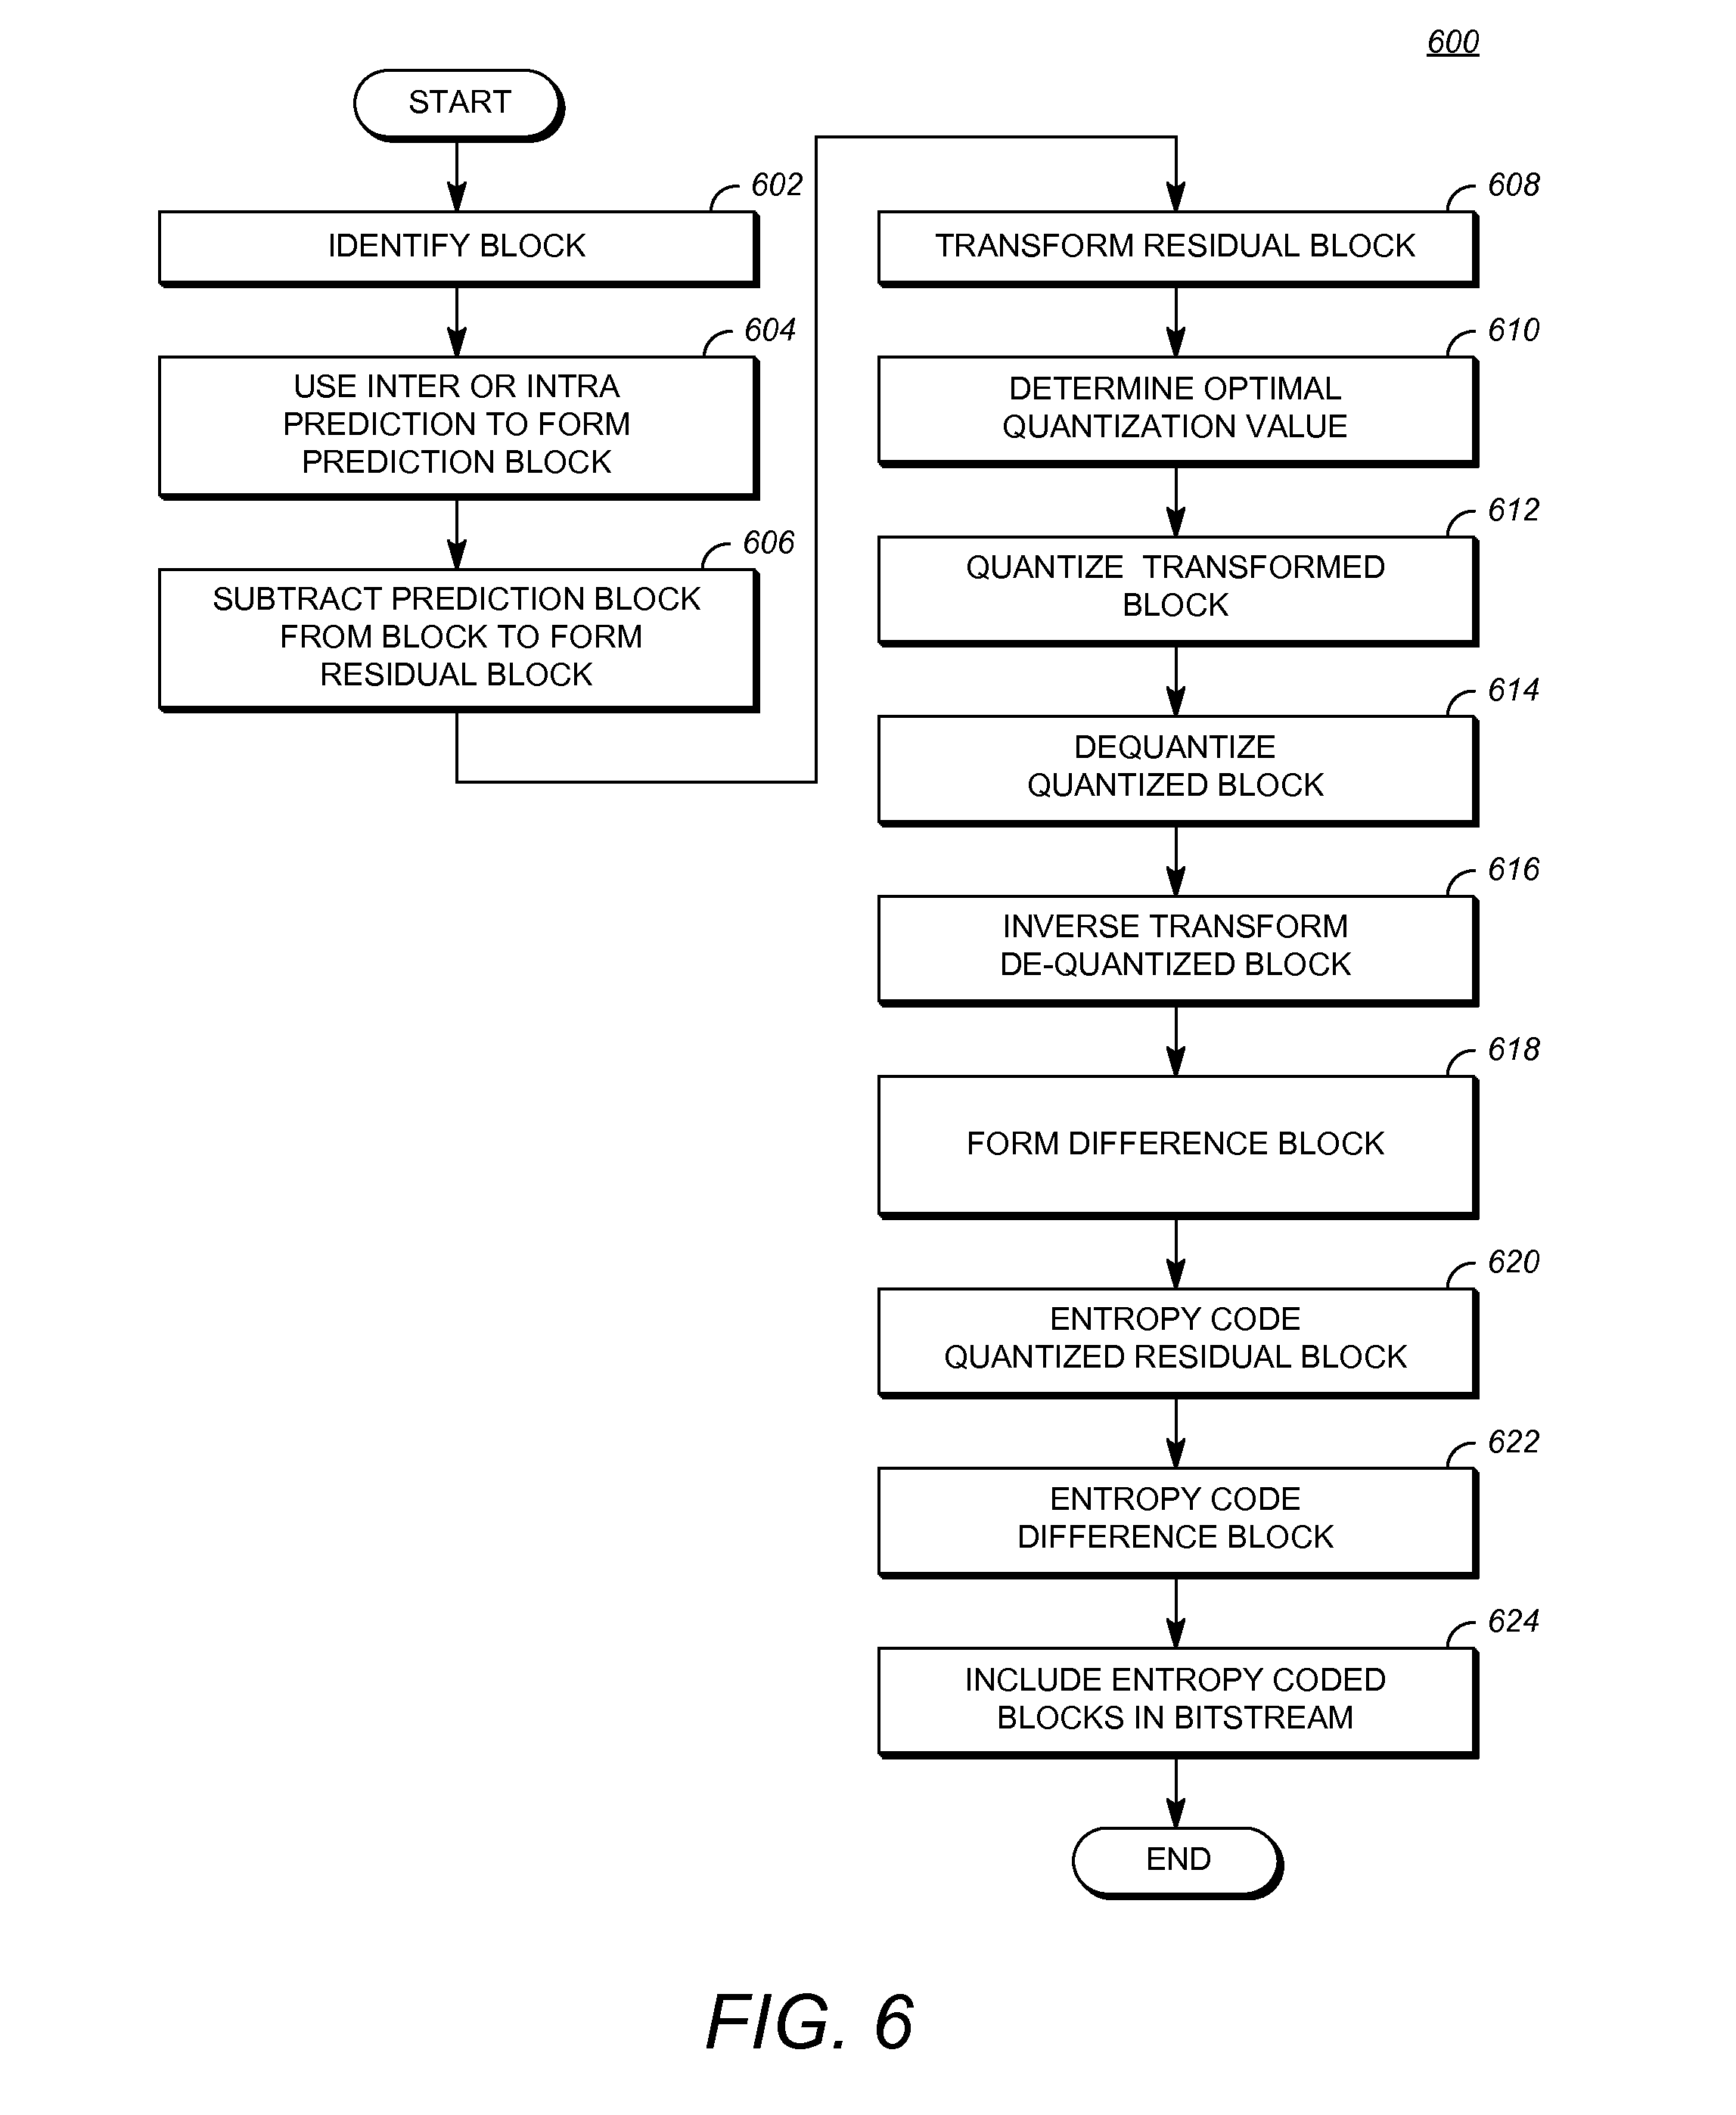 600
START
602
IDENTIFY BLOCK
604
USE INTER OR INTRA
PREDICTION TO FORM
PREDICTION BLOCK
606
SUBTRACT PREDICTION BLOCK
FROM BLOCK TO FORM
RESIDUAL BLOCK
608
TRANSFORM RESIDUAL BLOCK
610
DETERMINE OPTIMAL
QUANTIZATION VALUE
612
QUANTIZE TRANSFORMED
BLOCK
614
DEQUANTIZE
QUANTIZED BLOCK
616
INVERSE TRANSFORM
DE-QUANTIZED BLOCK
618
FORM DIFFERENCE BLOCK
620
ENTROPY CODE
QUANTIZED RESIDUAL BLOCK
622
ENTROPY CODE
DIFFERENCE BLOCK
624
INCLUDE ENTROPY CODED
BLOCKS IN BITSTREAM
END
FIG. 6